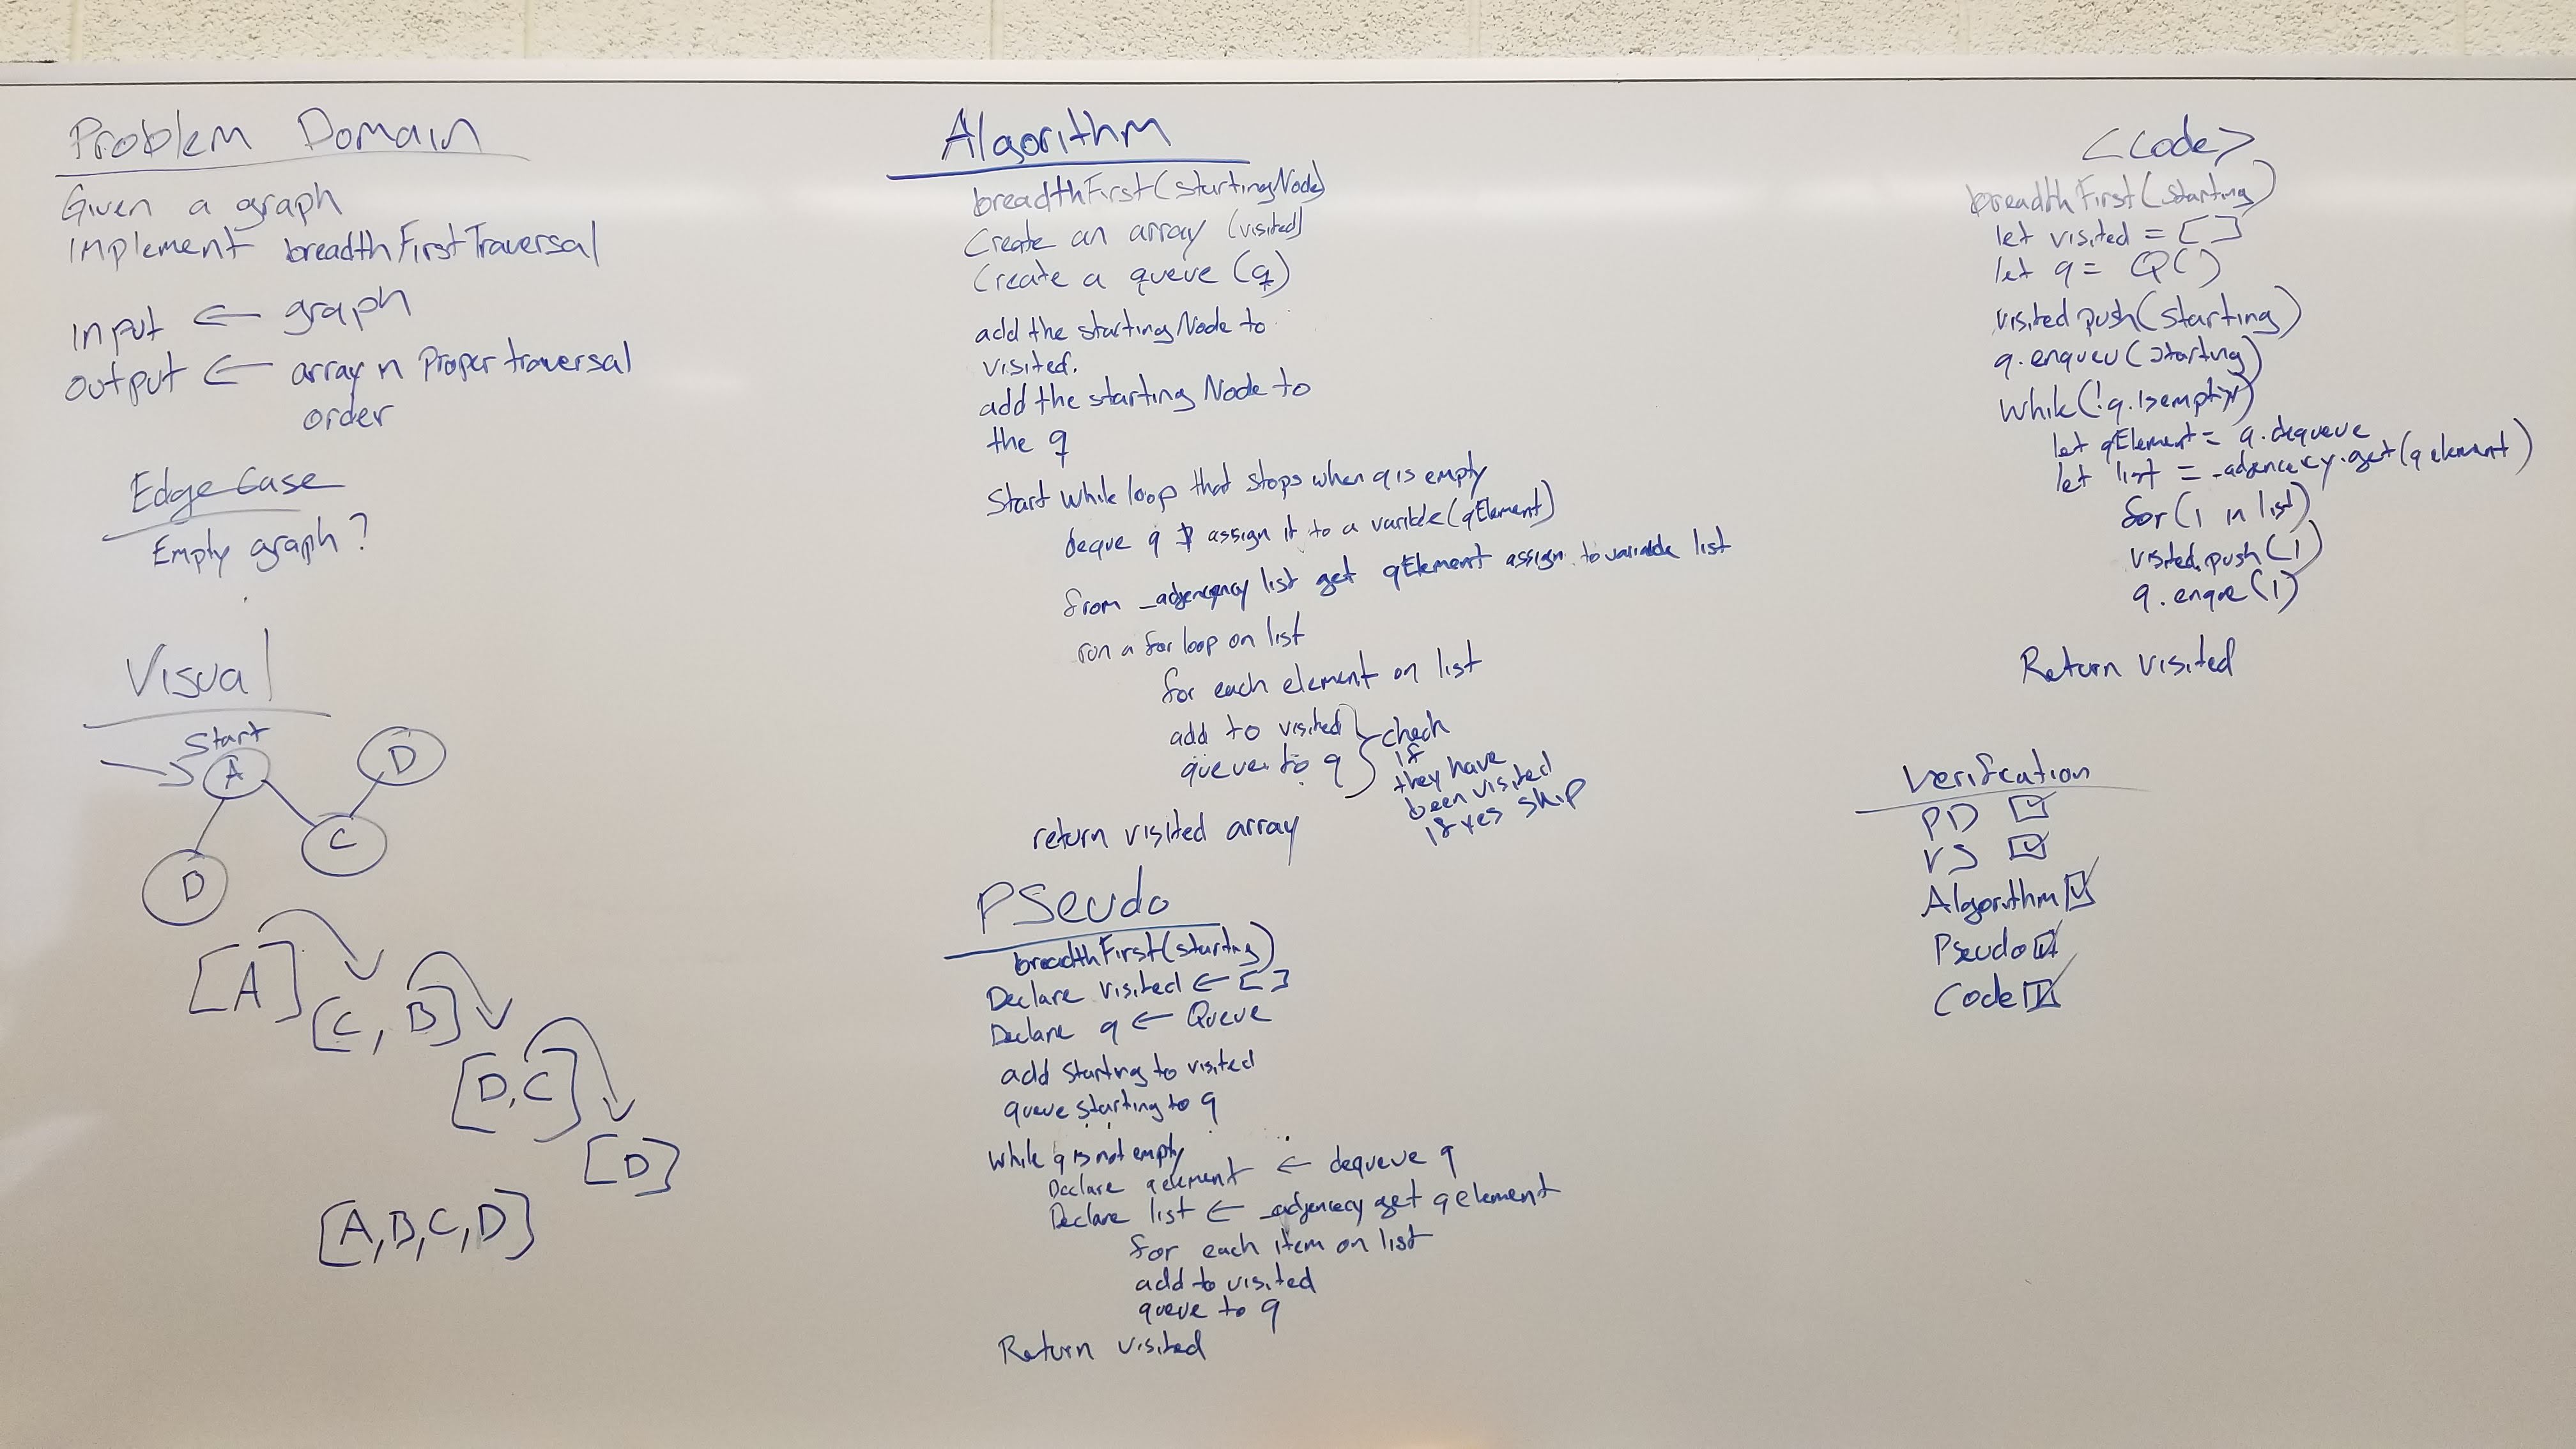 Problem Domain
Given a graph
Implement breadthFirstTraversal
Input ← graph
output ← array n Proper traversal
order
Edge Case
Empty graph?
Visual
Start
A
D
C
D
[A]
[C, B]
[D,C]
[D]
[A,B,C,D]
Algorithm
breadthFirst(startingNode)
Create an array (visited)
Create a queue (q)
add the starting Node to
visited.
add the starting Node to
the q
Start while loop that stops when q is empty
deque q & assign it to a varible(qElement)
from _adjencency list get qElement assign to variable list
run a for loop on list
for each element on list
add to visited
queue to q
check
if
they have
been visited
if yes skip
return visited array
PSeudo
breadthFirst(starting)
Declare visited ← []
Declare q ← Queue
add starting to visited
queue starting to q
while q is not empty
Declare qelement ← dequeue q
Declare list ← _adjencecy get qelement
for each item on list
add to visited
queue to q
Return visited
<Code>
breadthFirst(starting)
let visited = []
let q = Q()
visited.push(starting)
q.enqueu(starting)
While(!q.isempty)
let qElement = q.dequeue
let list = _adjencecy.get(qelement)
for(i in list)
visited.push(i)
q.enque(i)
Return visited
Verification
PD ☑
VS ☑
Algorithm ☑
Pseudo ☑
Code ☑